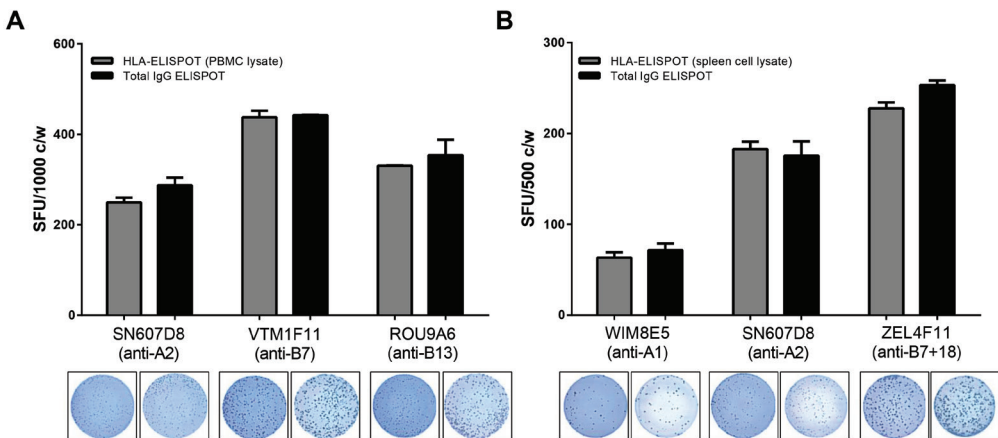 A
600
HLA-ELISPOT (PBMC lysate)
Total IgG ELISPOT
400
SFU/1000 c/w
200
0
SN607D8 VTM1F11 ROU9A6
(anti-A2) (anti-B7) (anti-B13)
B
300
HLA-ELISPOT (spleen cell lysate)
Total IgG ELISPOT
200
SFU/500 c/w
100
0
WIM8E5 SN607D8 ZEL4F11
(anti-A1) (anti-A2) (anti-B7+18)